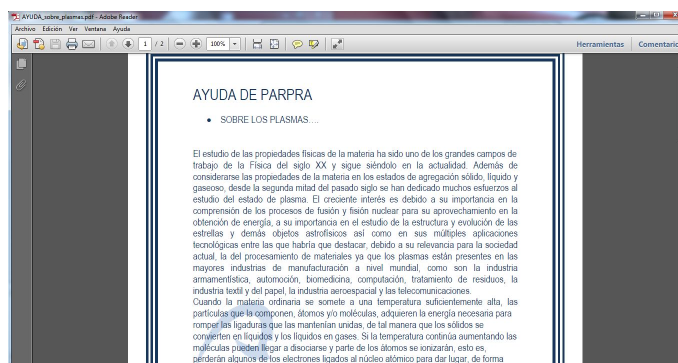 AYUDA_sobre_plasmas.pdf - Adobe Reader
Archivo Edición Ver Ventana Ayuda
1 / 2 100% Herramientas Comentario
AYUDA DE PARPRA
• SOBRE LOS PLASMAS….
El estudio de las propiedades físicas de la materia ha sido uno de los grandes campos de
trabajo de la Física del siglo XX y sigue siéndolo en la actualidad. Además de
considerarse las propiedades de la materia en los estados de agregación sólido, líquido y
gaseoso, desde la segunda mitad del pasado siglo se han dedicado muchos esfuerzos al
estudio del estado de plasma. El creciente interés es debido a su importancia en la
comprensión de los procesos de fusión y fisión nuclear para su aprovechamiento en la
obtención de energía, a su importancia en el estudio de la estructura y evolución de las
estrellas y demás objetos astrofísicos así como en sus múltiples aplicaciones
tecnológicas entre las que habría que destacar, debido a su relevancia para la sociedad
actual, la del procesamiento de materiales ya que los plasmas están presentes en las
mayores industrias de manufacturación a nivel mundial, como son la industria
armamentística, automoción, biomedicina, computación, tratamiento de residuos, la
industria textil y del papel, la industria aeroespacial y las telecomunicaciones.
Cuando la materia ordinaria se somete a una temperatura suficientemente alta, las
partículas que la componen, átomos y/o moléculas, adquieren la energía necesaria para
romper las ligaduras que las mantenían unidas, de tal manera que los sólidos se
convierten en líquidos y los líquidos en gases. Si la temperatura continúa aumentando las
moléculas pueden llegar a disociarse y parte de los átomos se ionizarán, esto es,
perderán algunos de los electrones ligados al núcleo atómico para dar lugar, de forma